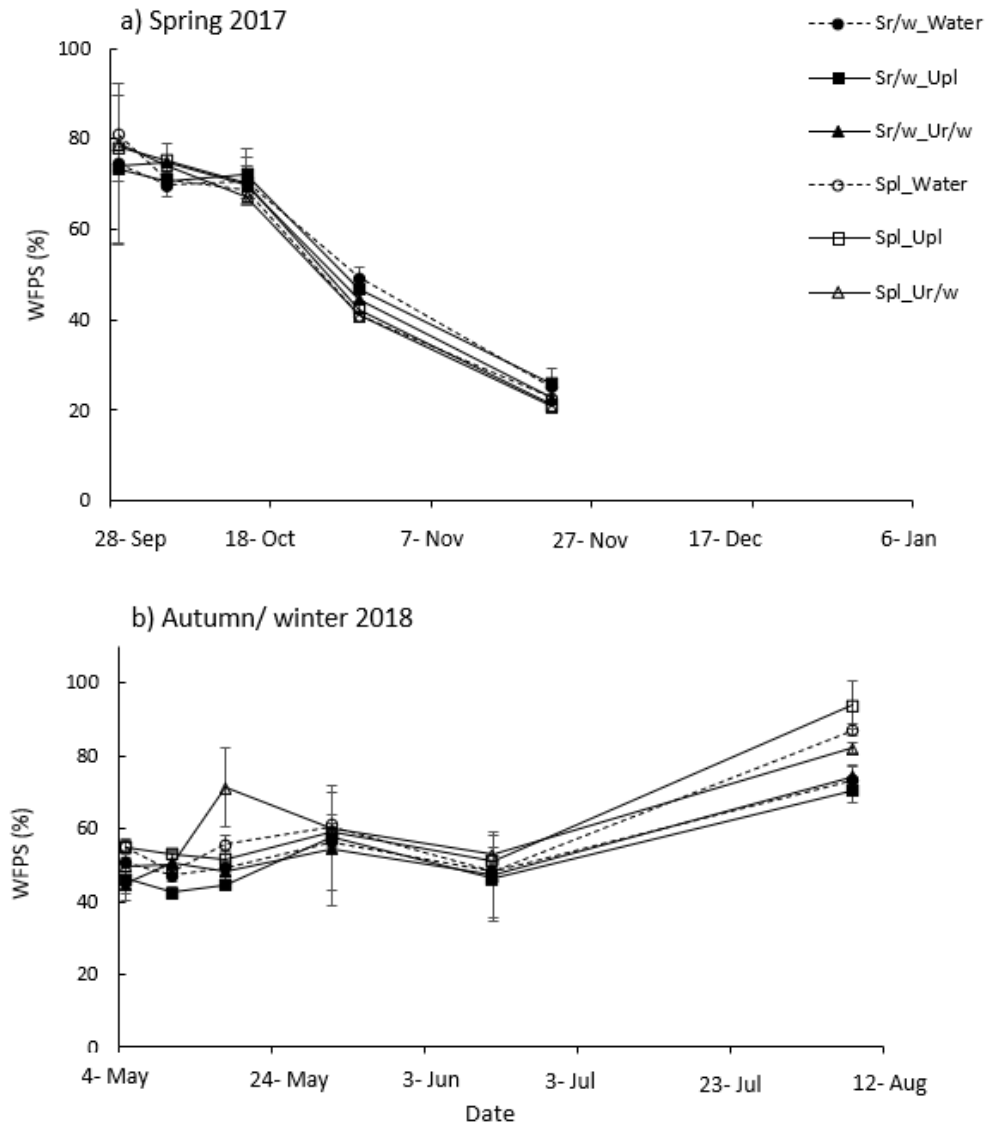 a) Spring 2017
Sr/w_Water
Sr/w_Upl
Sr/w_Ur/w
Spl_Water
Spl_Upl
Spl_Ur/w
WFPS (%)
100
80
60
40
20
0
28- Sep 18- Oct 7- Nov 27- Nov 17- Dec 6- Jan
b) Autumn/ winter 2018
WFPS (%)
100
80
60
40
20
0
4- May 24- May 3- Jun 3- Jul 23- Jul 12- Aug
Date